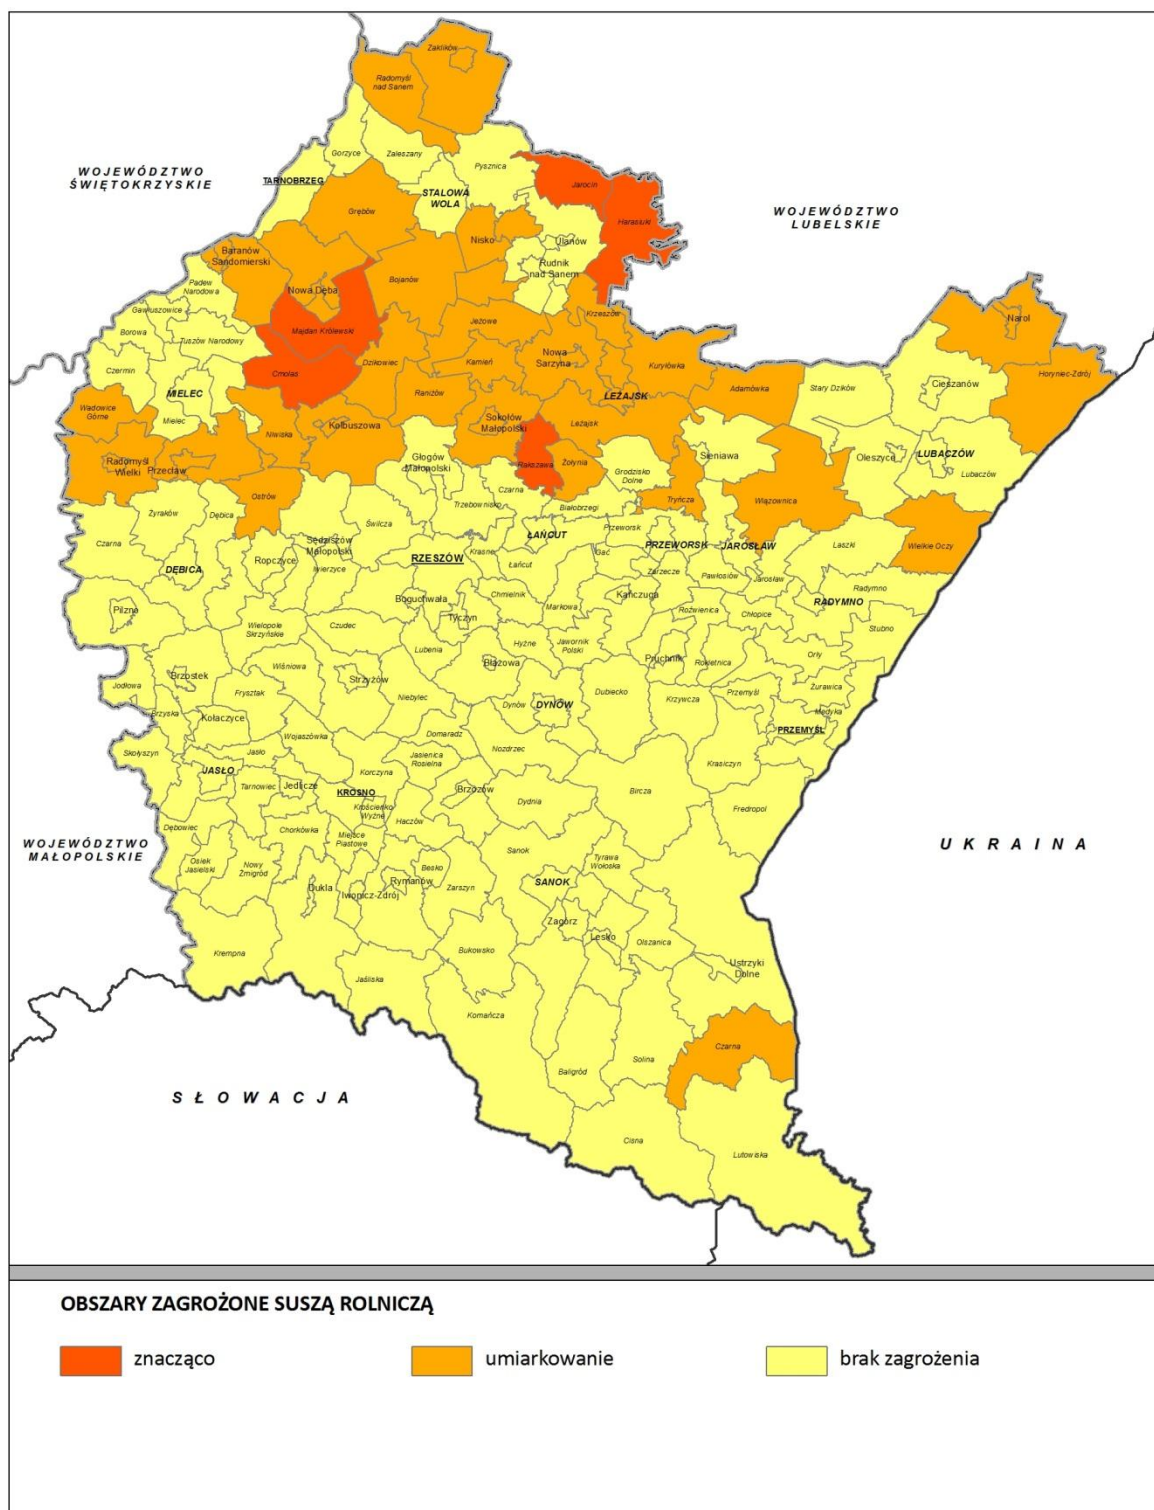 Zaklików
Radomyśl
nad Sanem
Gorzyce
Zaleszany
Pysznica
WOJEWÓDZTWO
ŚWIĘTOKRZYSKIE
TARNOBRZEG
STALOWA
WOLA
Jarocin
Harasiuki
WOJEWÓDZTWO
LUBELSKIE
Grębów
Nisko
Ulanów
Baranów
Sandomierski
Rudnik
nad Sanem
Bojanów
Padew
Narodowa
Nowa Dęba
Gawłuszowice
Krzeszów
Narol
Borowa
Majdan Królewski
Jeżowe
Tuszów Narodowy
Nowa
Sarzyna
Czermin
Cmolas
Dzikowiec
Kamień
Kuryłówka
Horyniec-Zdrój
MIELEC
Raniżów
LEŻAJSK
Adamówka
Stary Dzików
Cieszanów
Wadowice
Górne
Mielec
Niwiska
Kolbuszowa
Sokołów
Małopolski
Leżajsk
Radomyśl
Wielki
Przecław
Głogów
Małopolski
Rakszawa
Żołynia
Grodzisko
Dolne
Sieniawa
Oleszyce
LUBACZÓW
Lubaczów
Ostrów
Czarna
Trzebownisko
Białobrzegi
Tryńcza
Wiązownica
Żyraków
Dębica
Świlcza
Czarna
Sędziszów
Małopolski
Ropczyce
Iwierzyce
DĘBICA
RZESZÓW
Krasne
ŁAŃCUT
Łańcut
Przeworsk
Gać
PRZEWORSK
JAROSŁAW
Zarzecze
Pawłosiów
Jarosław
Laszki
Wielkie Oczy
Radymno
RADYMNO
Pilzno
Boguchwała
Tyczyn
Chmielnik
Markowa
Kańczuga
Roźwienica
Chłopice
Stubno
Wielopole
Skrzyńskie
Czudec
Lubenia
Hyżne
Jawornik
Polski
Pruchnik
Rokietnica
Orły
Brzostek
Wiśniowa
Strzyżów
Błażowa
Jodłowa
Frysztak
Niebylec
Dynów
DYNÓW
Dubiecko
Krzywcza
Przemyśl
Żurawica
Medyka
PRZEMYŚL
Brzyska
Kołaczyce
Wojaszówka
Domaradz
Skołyszyn
Jasło
Jasienica
Rosielna
Nozdrzec
Krasiczyn
JASŁO
Tarnowiec
Jedlicze
Korczyna
KROSNO
Brzozów
Dydnia
Bircza
Fredropol
Krościenko
Wyżne
Haczów
WOJEWÓDZTWO
MAŁOPOLSKIE
Dębowiec
Chorkówka
Miejsce
Piastowe
Sanok
Tyrawa
Wołoska
UKRAINA
Osiek
Jasielski
Nowy
Żmigród
Dukla
Iwonicz-Zdrój
Rymanów
Besko
Zarszyn
SANOK
Zagórz
Lesko
Olszanica
Krempna
Bukowsko
Ustrzyki
Dolne
Jaśliska
Komańcza
Czarna
Solina
Baligród
SŁOWACJA
Cisna
Lutowiska
OBSZARY ZAGROŻONE SUSZĄ ROLNICZĄ
znacząco umiarkowanie brak zagrożenia